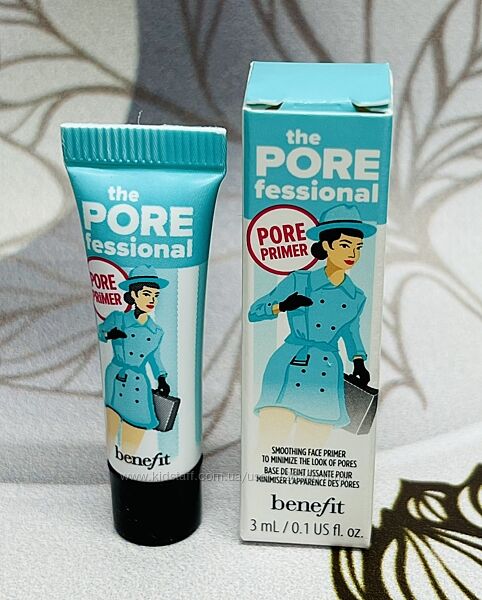 the
PORE
fessional
PORE
PRIMER
benefit
the
PORE
fessional
PORE
PRIMER
SMOOTHING FACE PRIMER
TO MINIMIZE THE LOOK OF PORES
BASE DE TEINT LISSANTE POUR
MINIMISER L'APPARENCE DES PORES
benefit
3 mL / 0.1 US fl. oz.